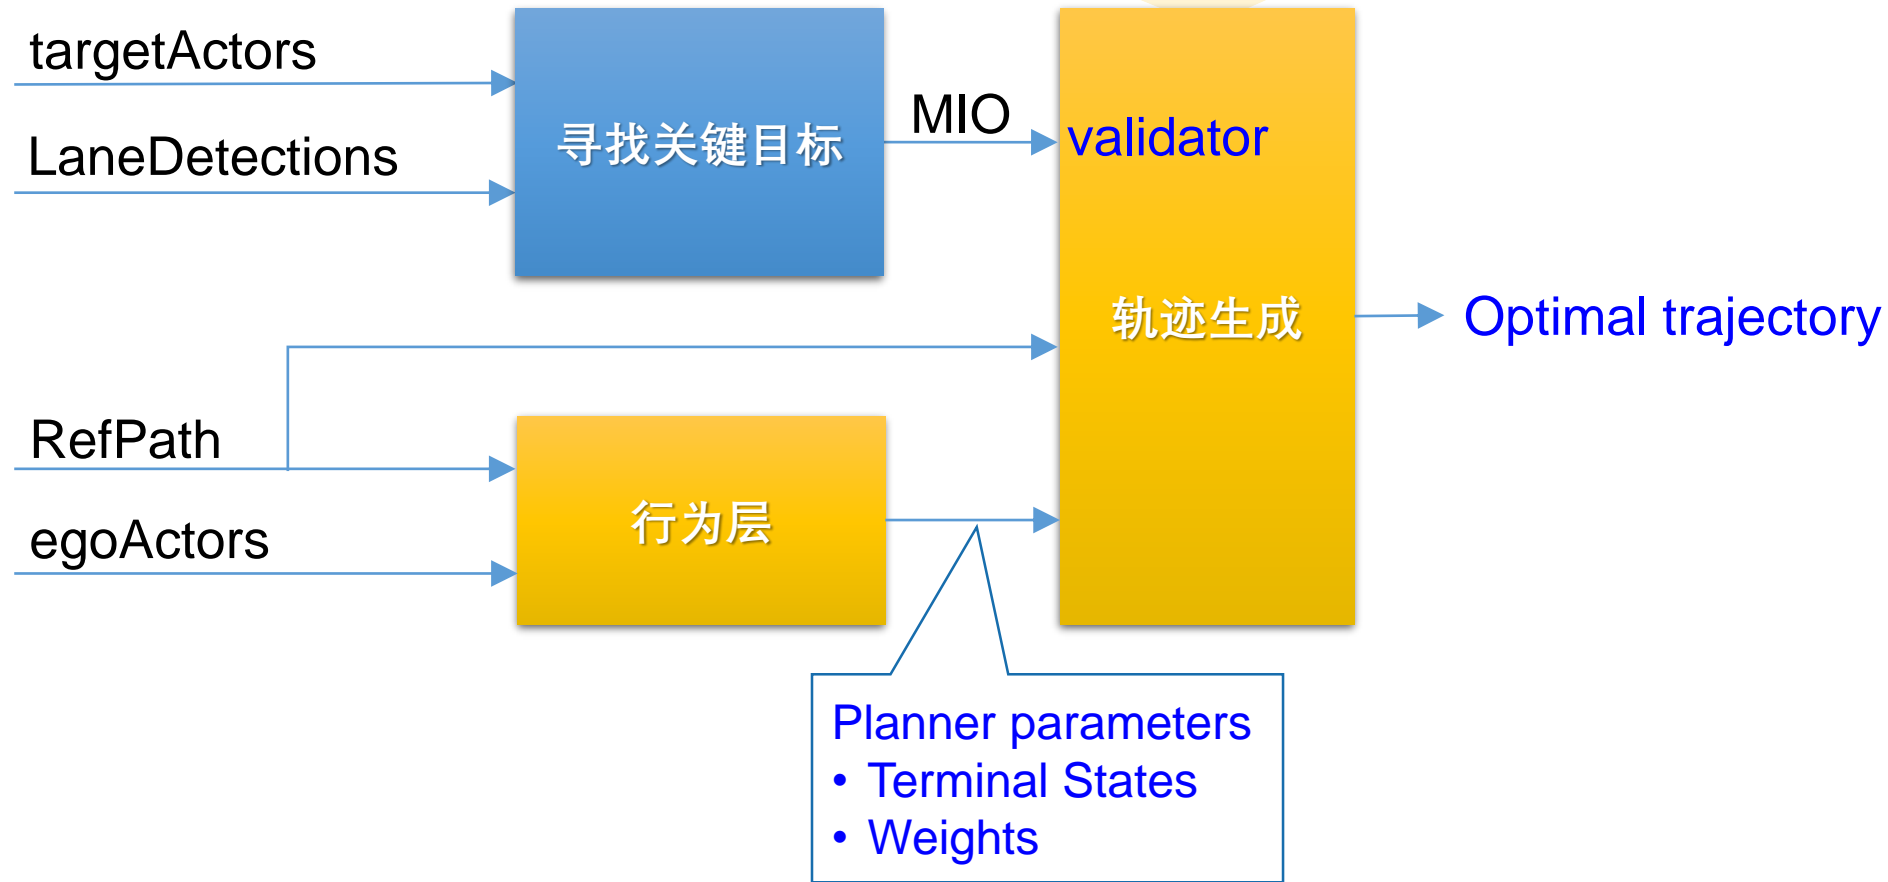 targetActors
LaneDetections
寻找关键目标
MIO
validator
轨迹生成
Optimal trajectory
RefPath
egoActors
行为层
Planner parameters
• Terminal States
• Weights